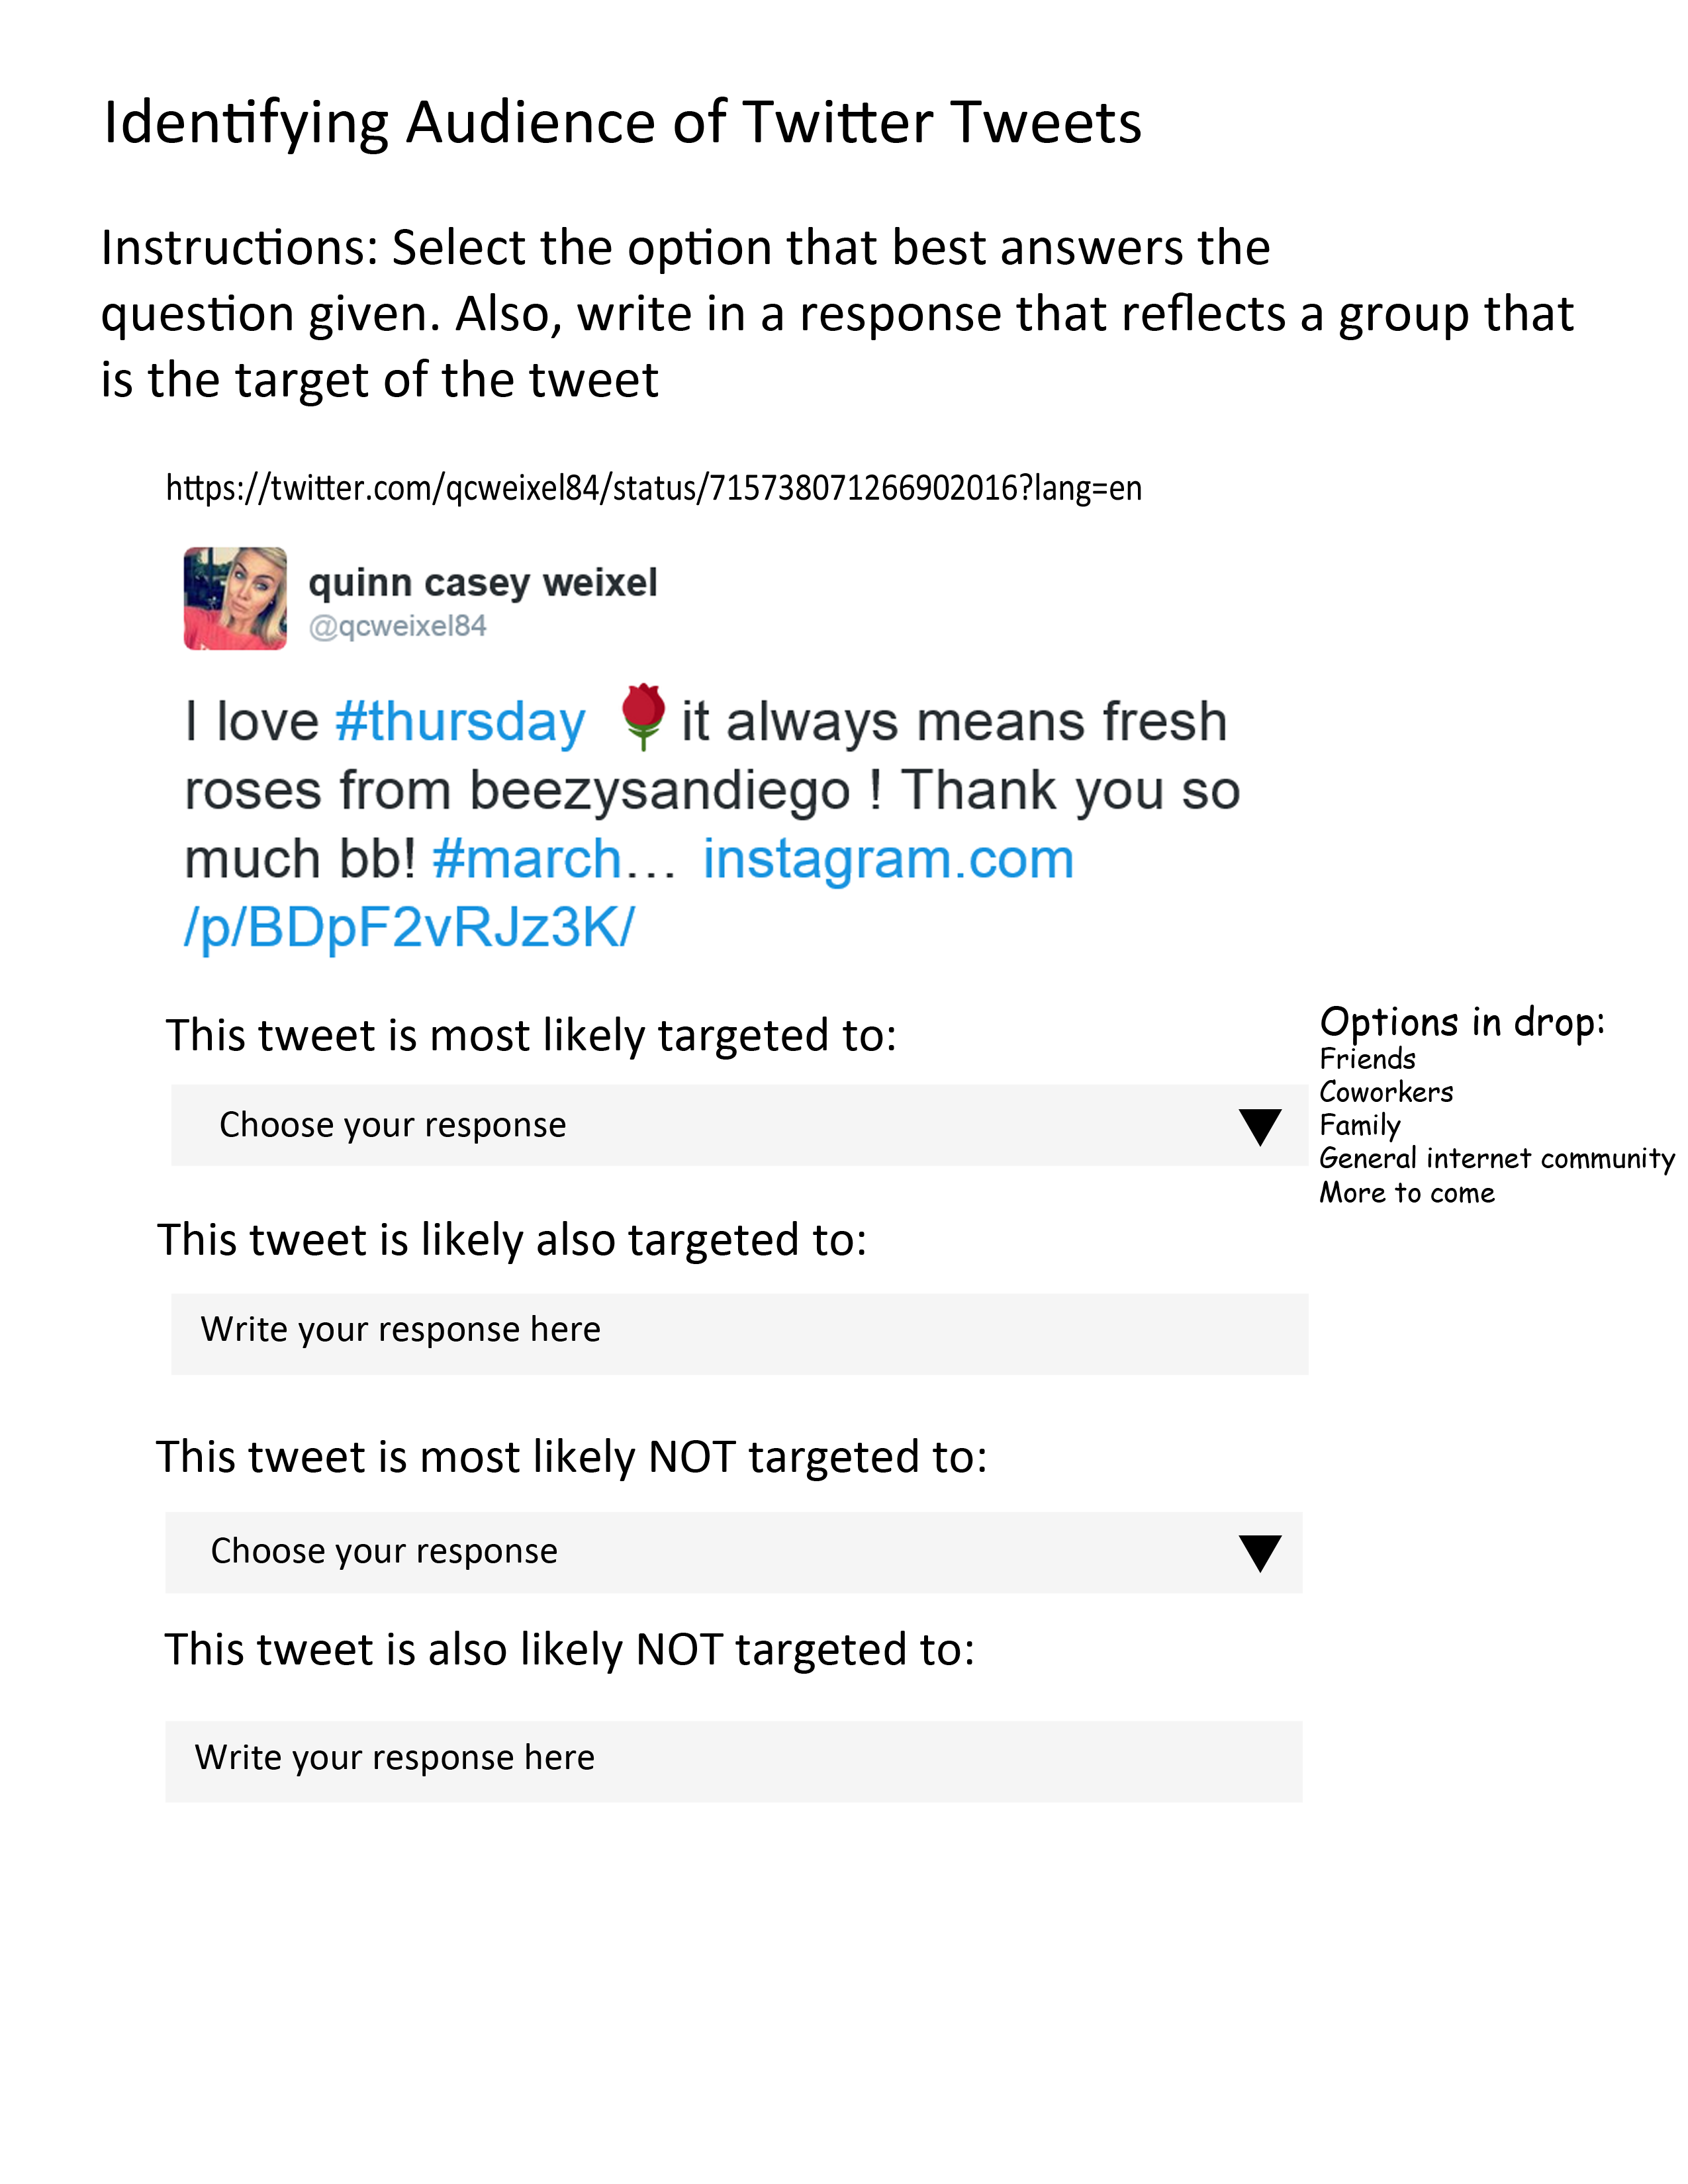 Identifying Audience of Twitter Tweets
Instructions: Select the option that best answers the
question given. Also, write in a response that reflects a group that
is the target of the tweet
https://twitter.com/qcweixel84/status/715738071266902016?lang=en
quinn casey weixel
@qcweixel84
I love #thursday 🌹it always means fresh
roses from beezysandiego ! Thank you so
much bb! #march… instagram.com
/p/BDpF2vRJz3K/
This tweet is most likely targeted to:
Choose your response
Options in drop:
Friends
Coworkers
Family
General internet community
More to come
This tweet is likely also targeted to:
Write your response here
This tweet is most likely NOT targeted to:
Choose your response
This tweet is also likely NOT targeted to:
Write your response here